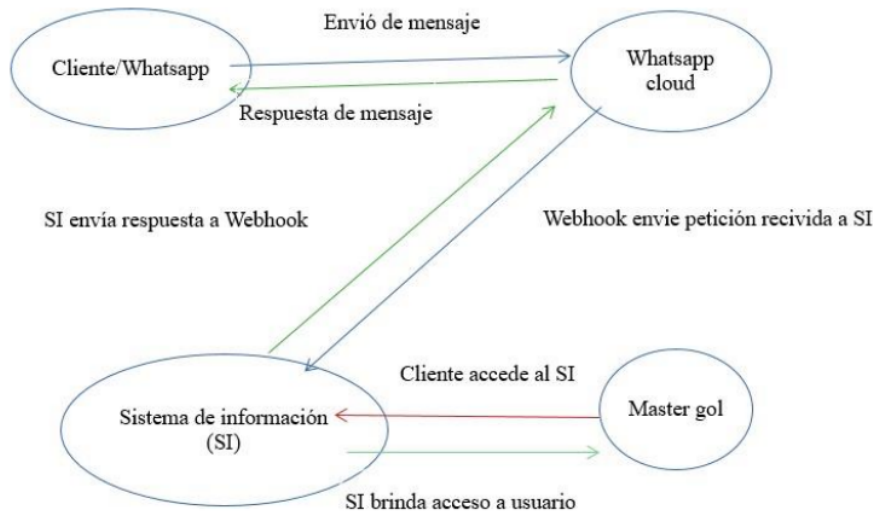 Envió de mensaje
Cliente/Whatsapp
Whatsapp
cloud
Respuesta de mensaje
SI envía respuesta a Webhook
Webhook envie petición recivida a SI
Cliente accede al SI
Sistema de información
(SI)
Master gol
SI brinda acceso a usuario